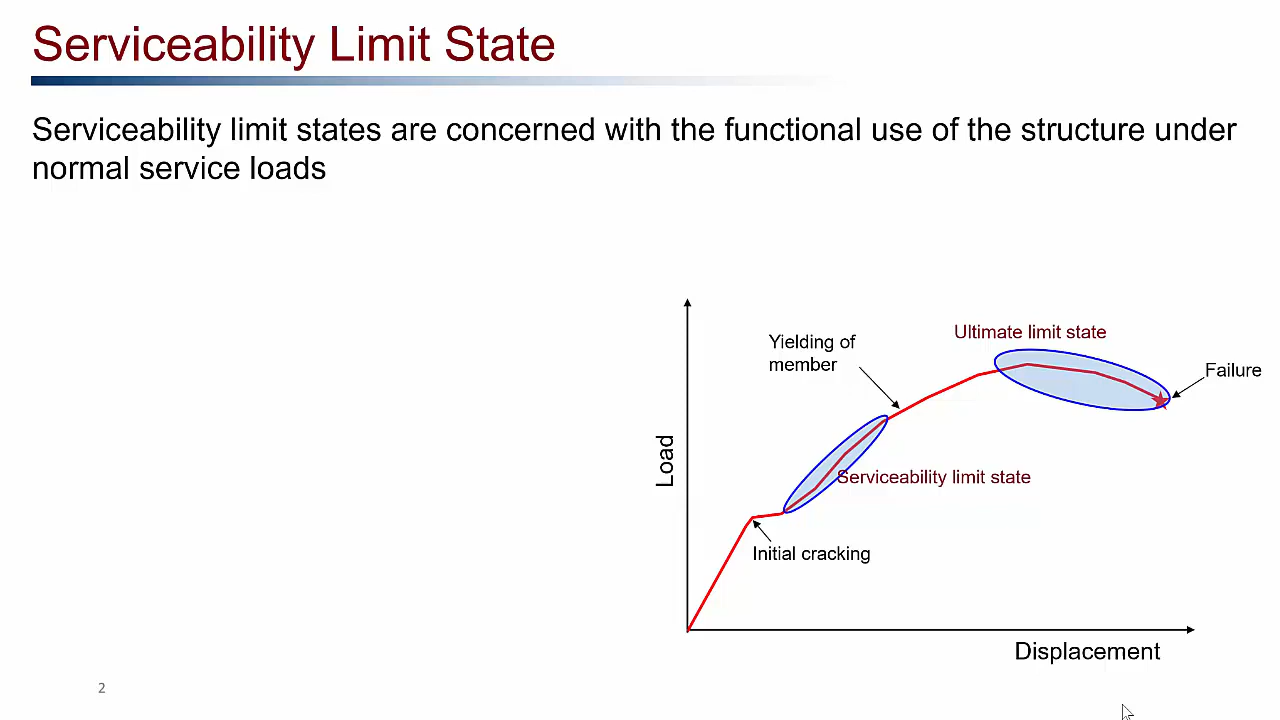 Serviceability Limit State
Serviceability limit states are concerned with the functional use of the structure under
normal service loads
Ultimate limit state
Yielding of
member
Failure
Load
Serviceability limit state
Initial cracking
Displacement
2